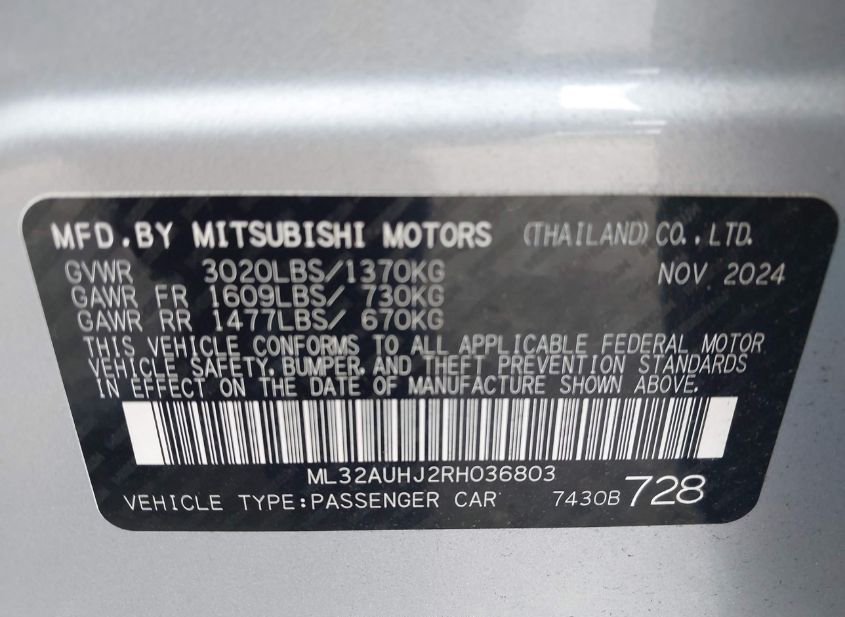 MFD.BY MITSUBISHI MOTORS (THAILAND) CO.,LTD.
GVWR 3020LBS/1370KG NOV 2024
GAWR FR 1609LBS/ 730KG
GAWR RR 1477LBS/ 670KG
THIS VEHICLE CONFORMS TO ALL APPLICABLE FEDERAL MOTOR
VEHICLE SAFETY, BUMPER, AND THEFT PREVENTION STANDARDS
IN EFFECT ON THE DATE OF MANUFACTURE SHOWN ABOVE.
ML32AUHJ2RH036803
VEHICLE TYPE:PASSENGER CAR 7430B 728